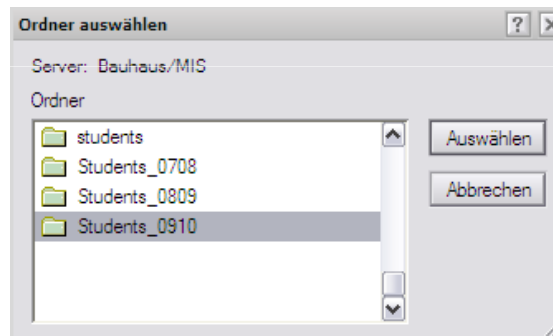 Ordner auswählen
Server: Bauhaus/MIS
Ordner
students
Students_0708
Students_0809
Students_0910
Auswählen
Abbrechen